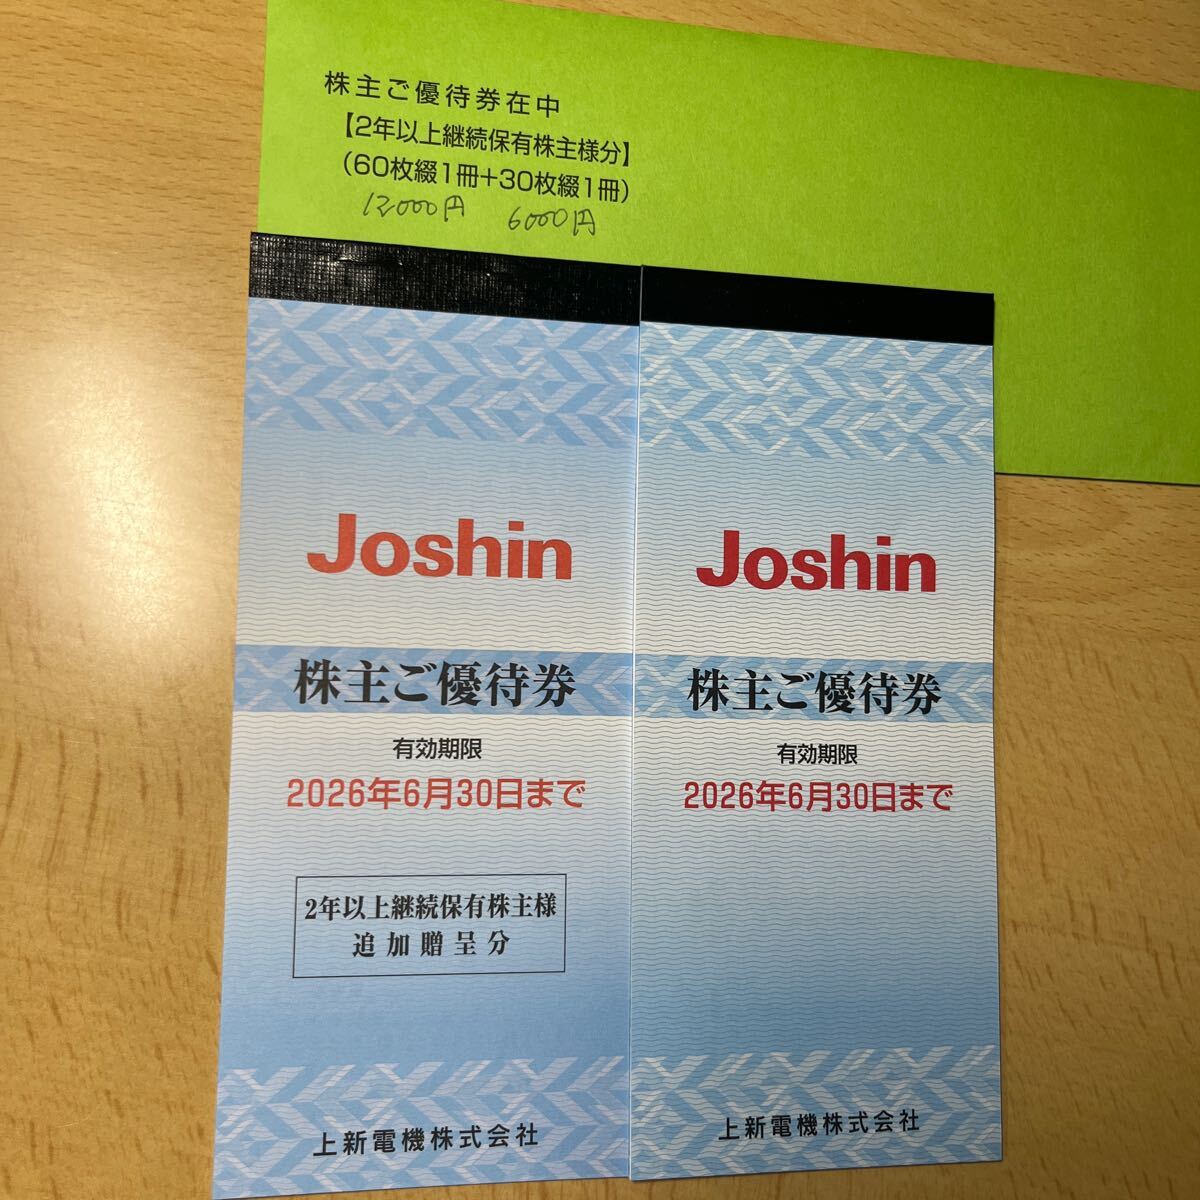 株主ご優待券在中
【2年以上継続保有株主様分】
（60枚綴1冊+30枚綴1冊）
12000円 6000円
Joshin
株主ご優待券
有効期限
2026年6月30日まで
2年以上継続保有株主様
追加贈呈分
上新電機株式会社
Joshin
株主ご優待券
有効期限
2026年6月30日まで
上新電機株式会社